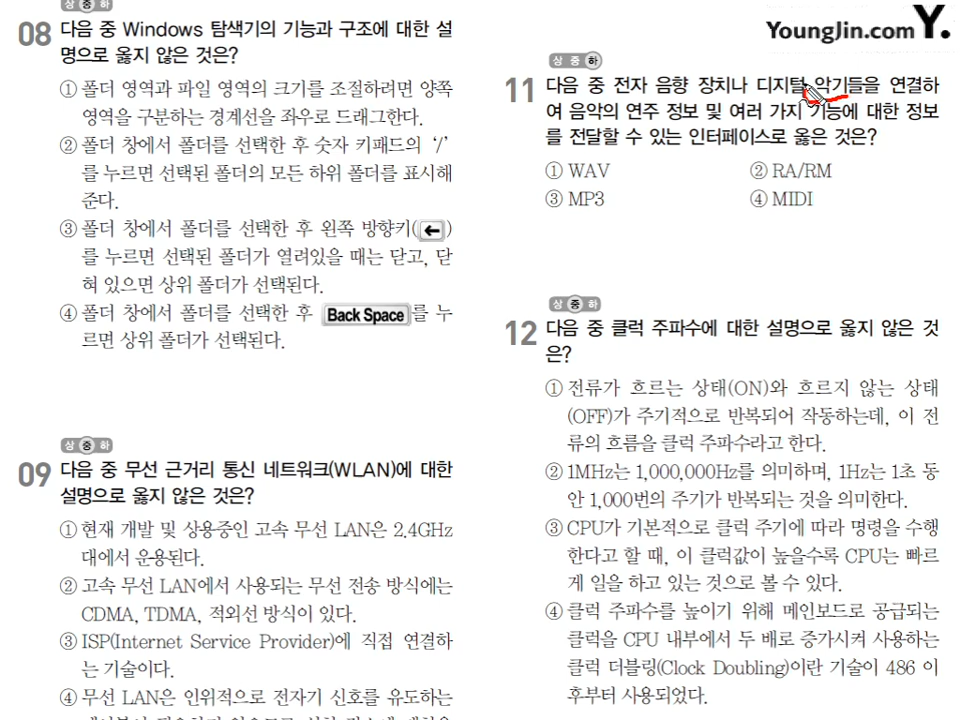 상 중 하
08 다음 중 Windows 탐색기의 기능과 구조에 대한 설
명으로 옳지 않은 것은?
① 폴더 영역과 파일 영역의 크기를 조절하려면 양쪽
영역을 구분하는 경계선을 좌우로 드래그한다.
② 폴더 창에서 폴더를 선택한 후 숫자 키패드의 ‘/’
를 누르면 선택된 폴더의 모든 하위 폴더를 표시해
준다.
③ 폴더 창에서 폴더를 선택한 후 왼쪽 방향키(←)
를 누르면 선택된 폴더가 열려있을 때는 닫고, 닫
혀 있으면 상위 폴더가 선택된다.
④ 폴더 창에서 폴더를 선택한 후 Back Space를 누
르면 상위 폴더가 선택된다.
상 중 하
09 다음 중 무선 근거리 통신 네트워크(WLAN)에 대한
설명으로 옳지 않은 것은?
① 현재 개발 및 상용중인 고속 무선 LAN은 2.4GHz
대에서 운용된다.
② 고속 무선 LAN에서 사용되는 무선 전송 방식에는
CDMA, TDMA, 적외선 방식이 있다.
③ ISP(Internet Service Provider)에 직접 연결하
는 기술이다.
④ 무선 LAN은 인위적으로 전자기 신호를 유도하는
YoungJin.com Y.
상 중 하
11 다음 중 전자 음향 장치나 디지털 악기들을 연결하
여 음악의 연주 정보 및 여러 가지 기능에 대한 정보
를 전달할 수 있는 인터페이스로 옳은 것은?
① WAV ② RA/RM
③ MP3 ④ MIDI
상 중 하
12 다음 중 클럭 주파수에 대한 설명으로 옳지 않은 것
은?
① 전류가 흐르는 상태(ON)와 흐르지 않는 상태
(OFF)가 주기적으로 반복되어 작동하는데, 이 전
류의 흐름을 클럭 주파수라고 한다.
② 1MHz는 1,000,000Hz를 의미하며, 1Hz는 1초 동
안 1,000번의 주기가 반복되는 것을 의미한다.
③ CPU가 기본적으로 클럭 주기에 따라 명령을 수행
한다고 할 때, 이 클럭값이 높을수록 CPU는 빠르
게 일을 하고 있는 것으로 볼 수 있다.
④ 클럭 주파수를 높이기 위해 메인보드로 공급되는
클럭을 CPU 내부에서 두 배로 증가시켜 사용하는
클럭 더블링(Clock Doubling)이란 기술이 486 이
후부터 사용되었다.